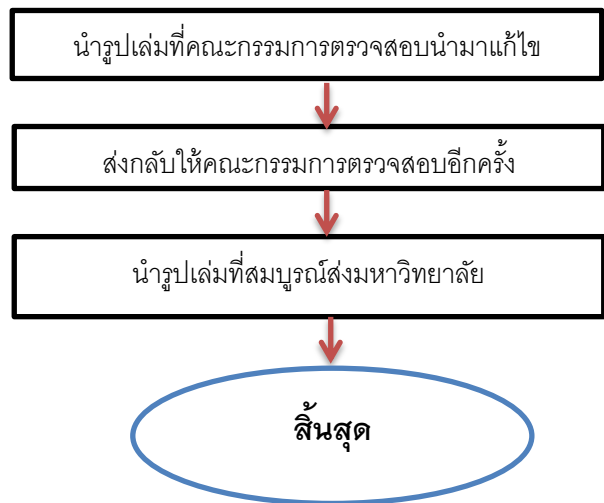 นำรูปเล่มที่คณะกรรมการตรวจสอบนำมาแก้ไข
ส่งกลับให้คณะกรรมการตรวจสอบอีกครั้ง
นำรูปเล่มที่สมบูรณ์ส่งมหาวิทยาลัย
สิ้นสุด